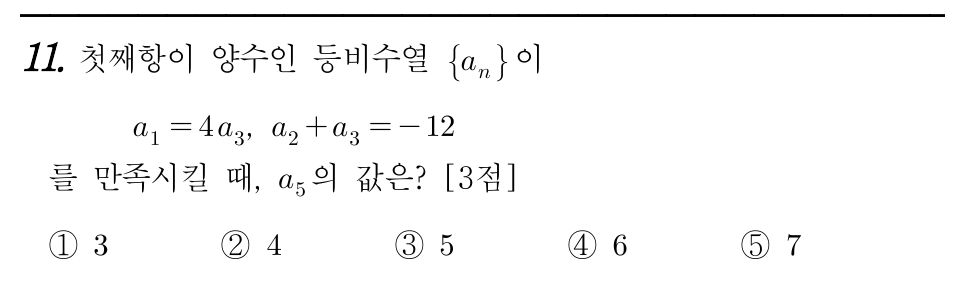 11. 첫째항이 양수인 등비수열 {aₙ}이
a₁=4a₃, a₂+a₃=-12
를 만족시킬 때, a₅의 값은? [3점]
① 3 ② 4 ③ 5 ④ 6 ⑤ 7